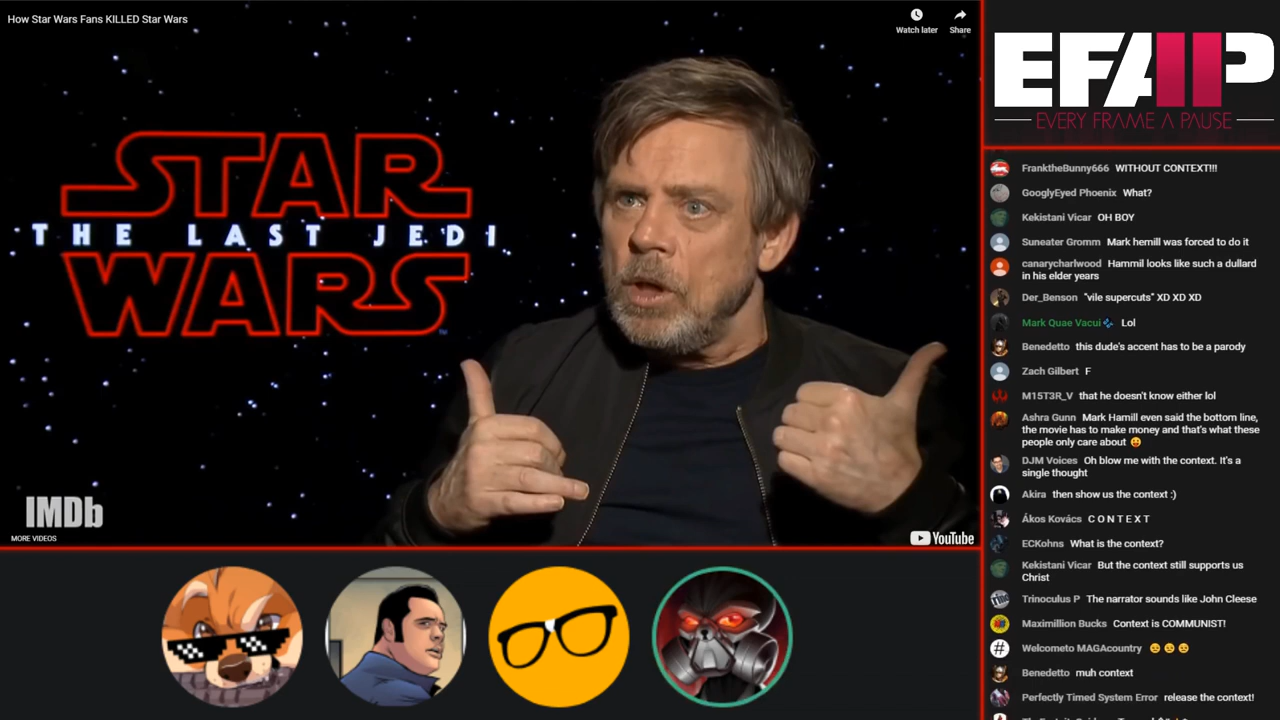 How Star Wars Fans KILLED Star Wars
Watch later
Share
STAR
THE LAST JEDI
WARS
IMDb
MORE VIDEOS
YouTube
EFAP
EVERY FRAME A PAUSE
FranktheBunny666 WITHOUT CONTEXT!!!
GooglyEyed Phoenix What?
Kekistani Vicar OH BOY
Suneater Gromm Mark hemill was forced to do it
canarycharlwood Hammil looks like such a dullard
in his elder years
Der_Benson "vile supercuts" XD XD XD
Mark Quae Vacui Lol
Benedetto this dude's accent has to be a parody
Zach Gilbert F
M15T3R_V that he doesn't know either lol
Ashra Gunn Mark Hamill even said the bottom line,
the movie has to make money and that's what these
people only care about 😛
DJM Voices Oh blow me with the context. It's a
single thought
Akira then show us the context :)
Ákos Kovács C O N T E X T
ECKohns What is the context?
Kekistani Vicar But the context still supports us
Christ
Trinoculus P The narrator sounds like John Cleese
Maximillion Bucks Context is COMMUNIST!
#
Welcometo MAGAcountry 😑 😑 😑
Benedetto muh context
Perfectly Timed System Error release the context!